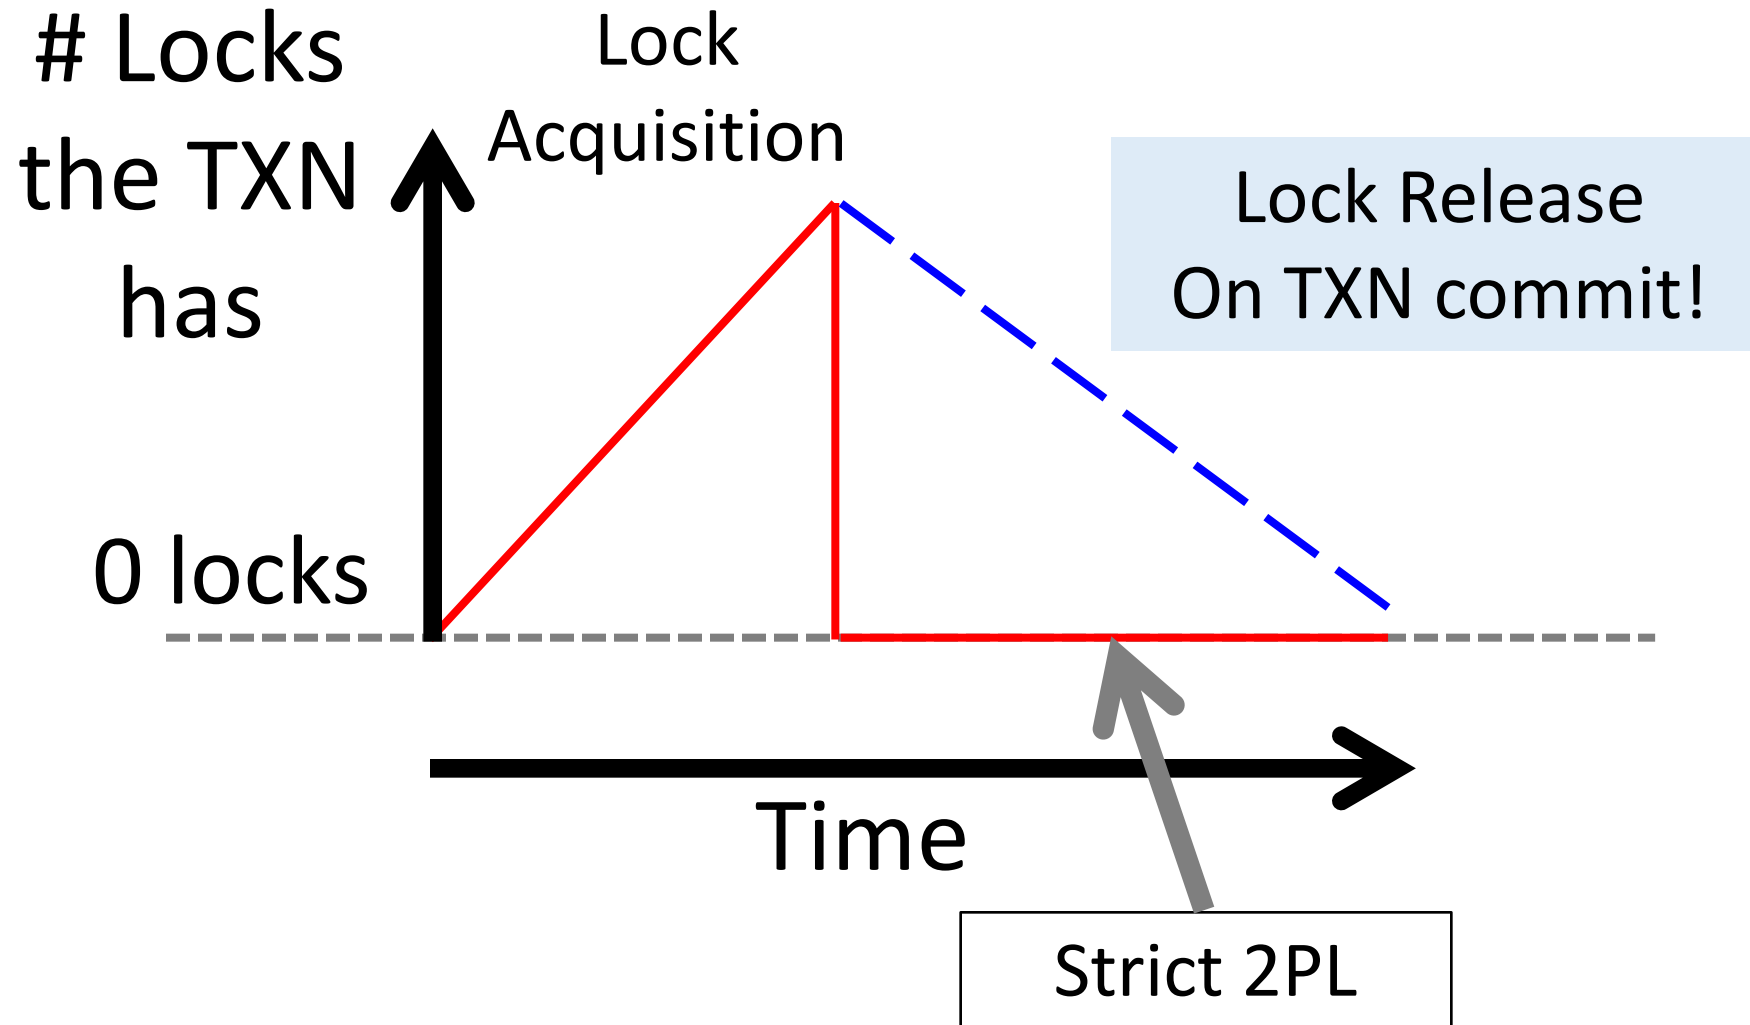 # Locks
the TXN
has
Lock
Acquisition
Lock Release
On TXN commit!
0 locks
Time
Strict 2PL